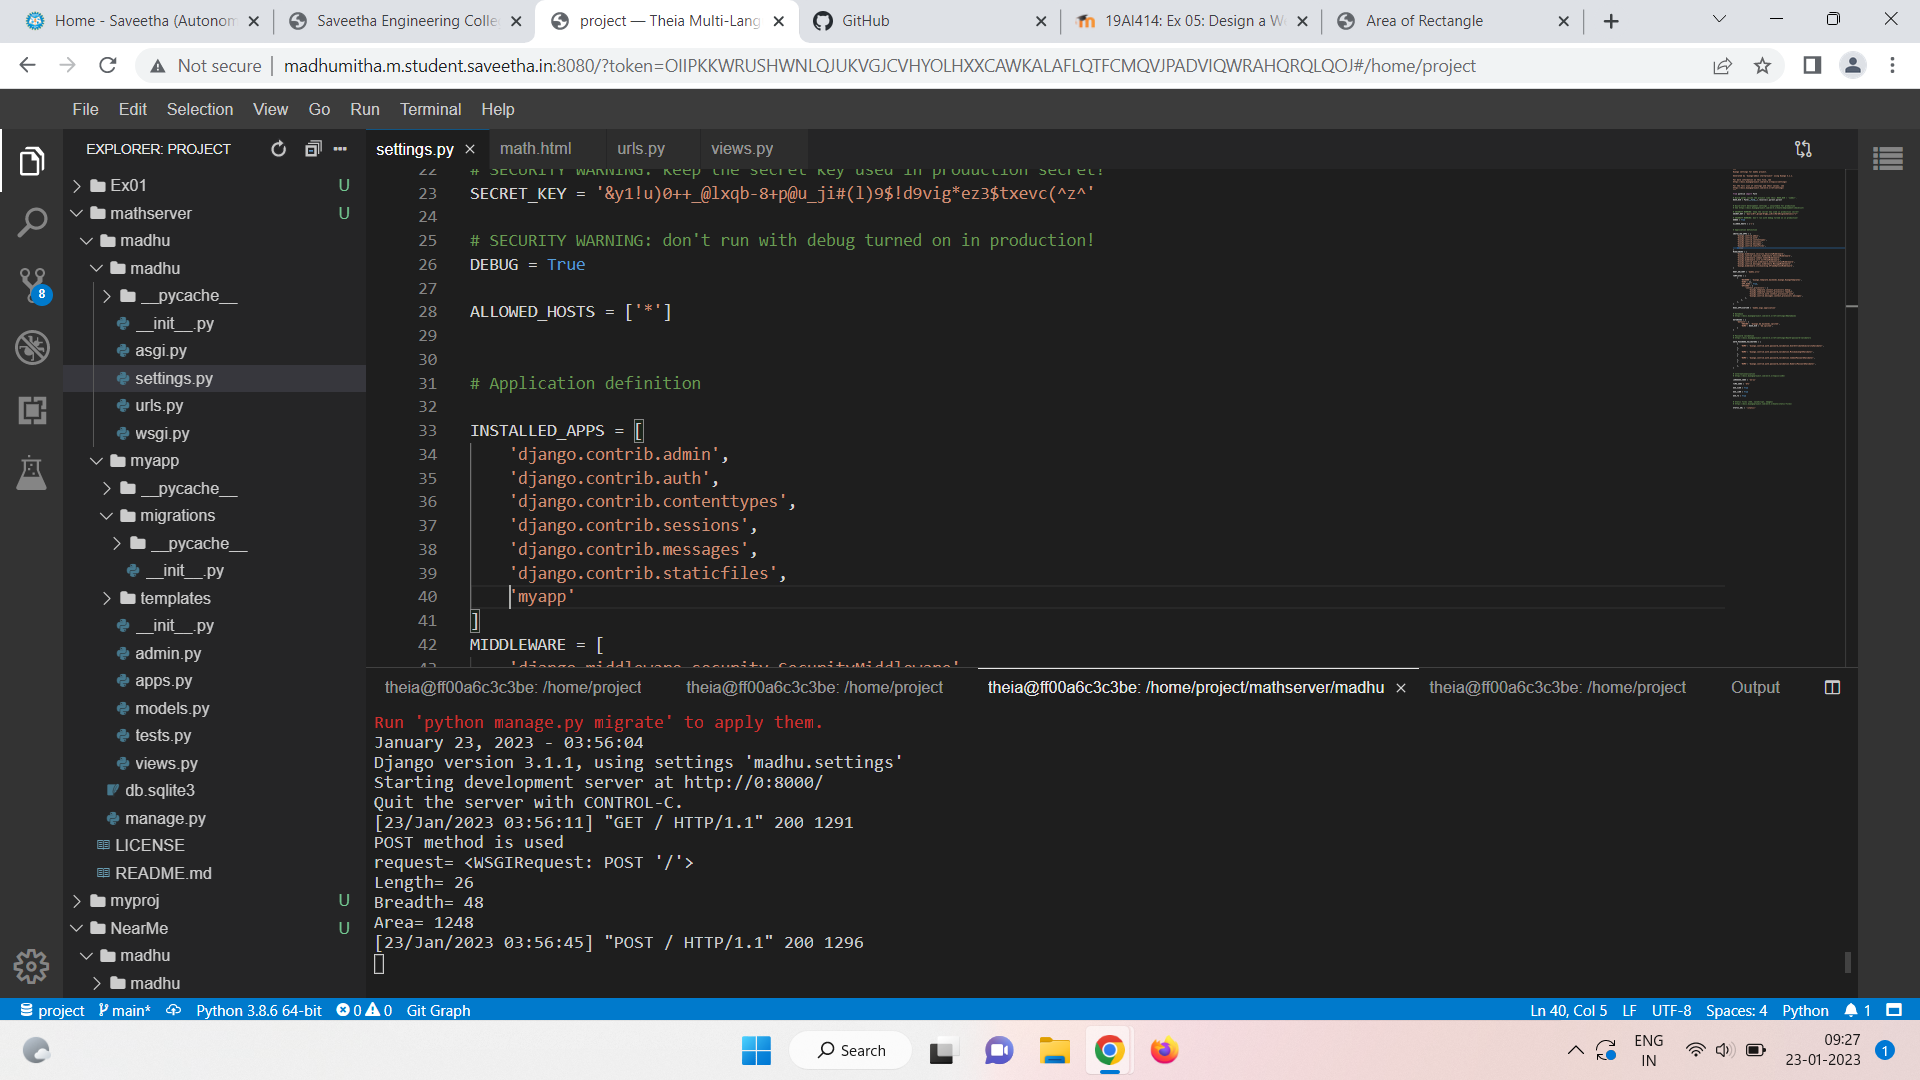 Home - Saveetha (Autonom
Saveetha Engineering Colle
project — Theia Multi-Lang
GitHub
19AI414: Ex 05: Design a We
Area of Rectangle
Not secure
madhumitha.m.student.saveetha.in:8080/?token=OIIPKKWRUSHWNLQJUKVGJCVHYOLHXXCAWKALAFLQTFCMQVJPADVIQWRAHQRQLQOJ#/home/project
File Edit Selection View Go Run Terminal Help
EXPLORER: PROJECT
Ex01 U
mathserver U
madhu
madhu
__pycache__
__init__.py
asgi.py
settings.py
urls.py
wsgi.py
myapp
__pycache__
migrations
__pycache__
__init__.py
templates
__init__.py
admin.py
apps.py
models.py
tests.py
views.py
db.sqlite3
manage.py
LICENSE
README.md
myproj U
NearMe U
madhu
madhu
8
settings.py math.html urls.py views.py
22 # SECURITY WARNING: keep the secret key used in production secret!
23 SECRET_KEY = '&y1!u)0++_@lxqb-8+p@u_ji#(l)9$!d9vig*ez3$txevc(^z^'
24
25 # SECURITY WARNING: don't run with debug turned on in production!
26 DEBUG = True
27
28 ALLOWED_HOSTS = ['*']
29
30
31 # Application definition
32
33 INSTALLED_APPS = [
34 'django.contrib.admin',
35 'django.contrib.auth',
36 'django.contrib.contenttypes',
37 'django.contrib.sessions',
38 'django.contrib.messages',
39 'django.contrib.staticfiles',
40 'myapp'
41 ]
42 MIDDLEWARE = [
43 'django.middleware.security.SecurityMiddleware',
theia@ff00a6c3c3be: /home/project theia@ff00a6c3c3be: /home/project theia@ff00a6c3c3be: /home/project/mathserver/madhu theia@ff00a6c3c3be: /home/project Output
Run 'python manage.py migrate' to apply them.
January 23, 2023 - 03:56:04
Django version 3.1.1, using settings 'madhu.settings'
Starting development server at http://0:8000/
Quit the server with CONTROL-C.
[23/Jan/2023 03:56:11] "GET / HTTP/1.1" 200 1291
POST method is used
request= <WSGIRequest: POST '/'>
Length= 26
Breadth= 48
Area= 1248
[23/Jan/2023 03:56:45] "POST / HTTP/1.1" 200 1296
project main* Python 3.8.6 64-bit 0 0 Git Graph
Ln 40, Col 5 LF UTF-8 Spaces: 4 Python 1
Search
ENG
IN
09:27
23-01-2023
1